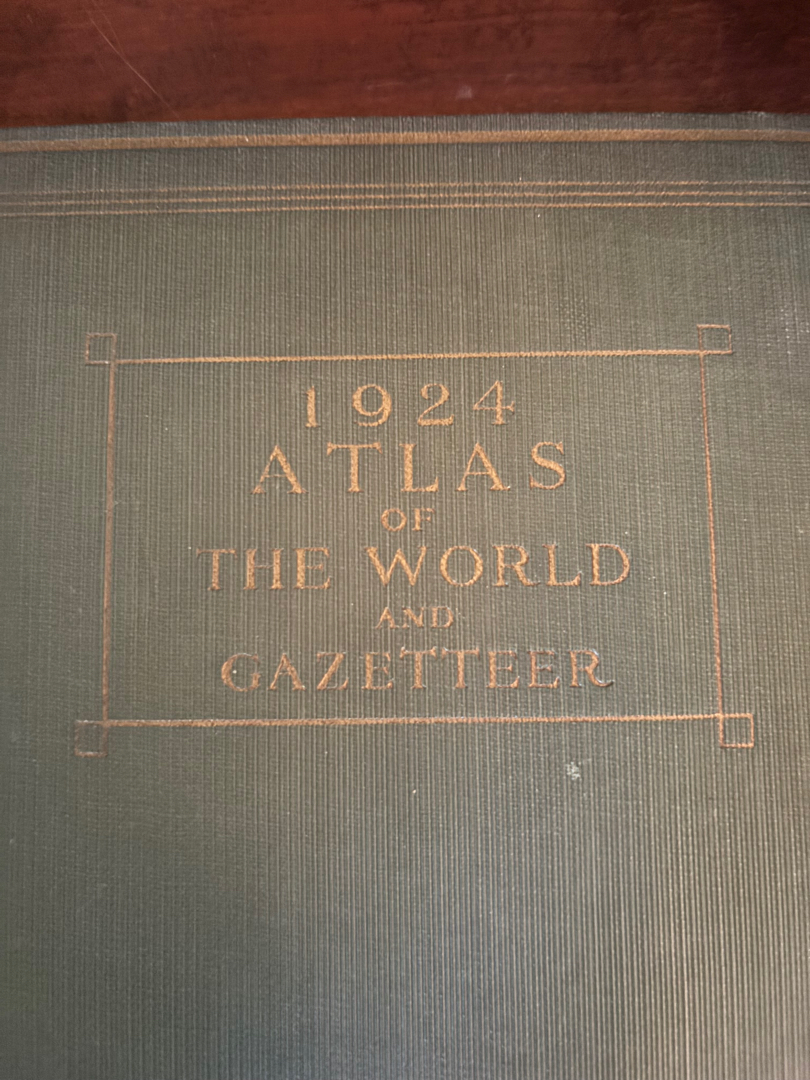 1924
ATLAS
OF
THE WORLD
AND
GAZETTEER